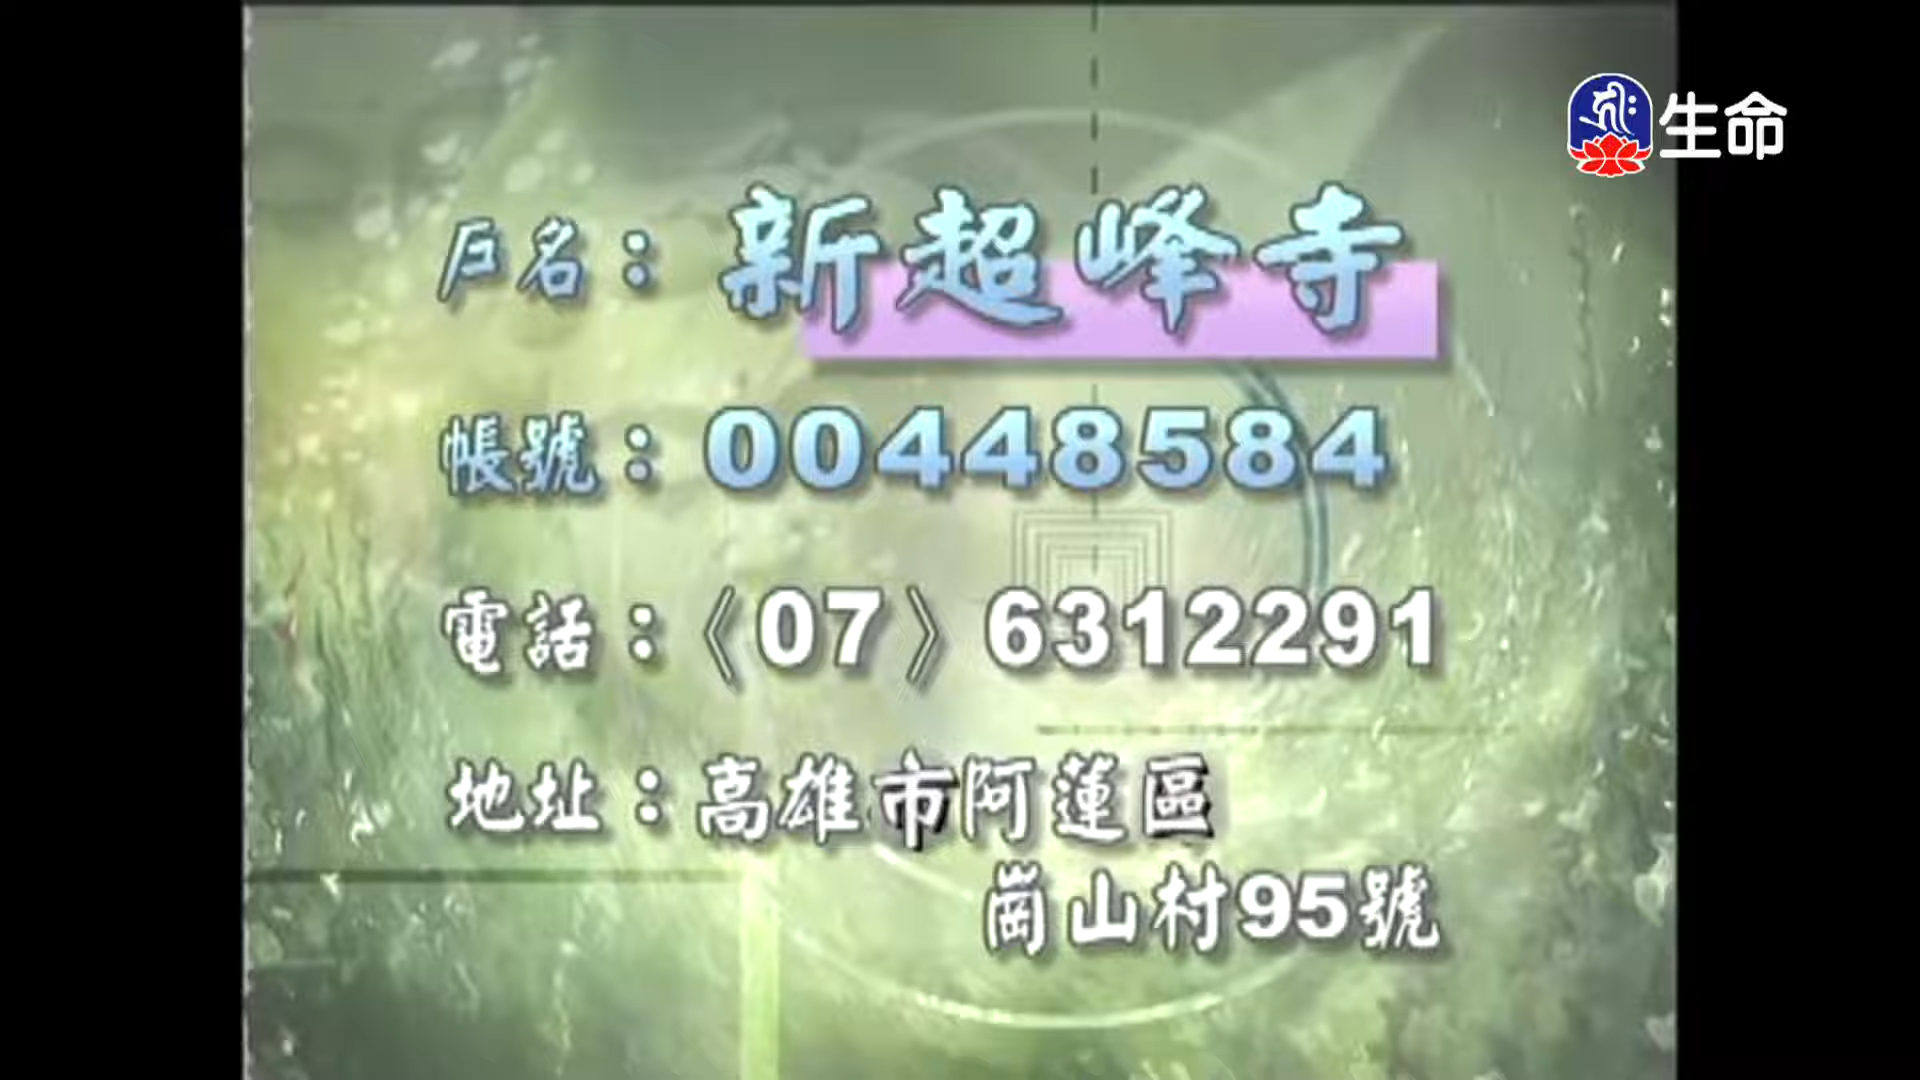 生命
戶名：新超峰寺
帳號：00448584
電話：《07》6312291
地址：高雄市阿蓮區
崗山村95號